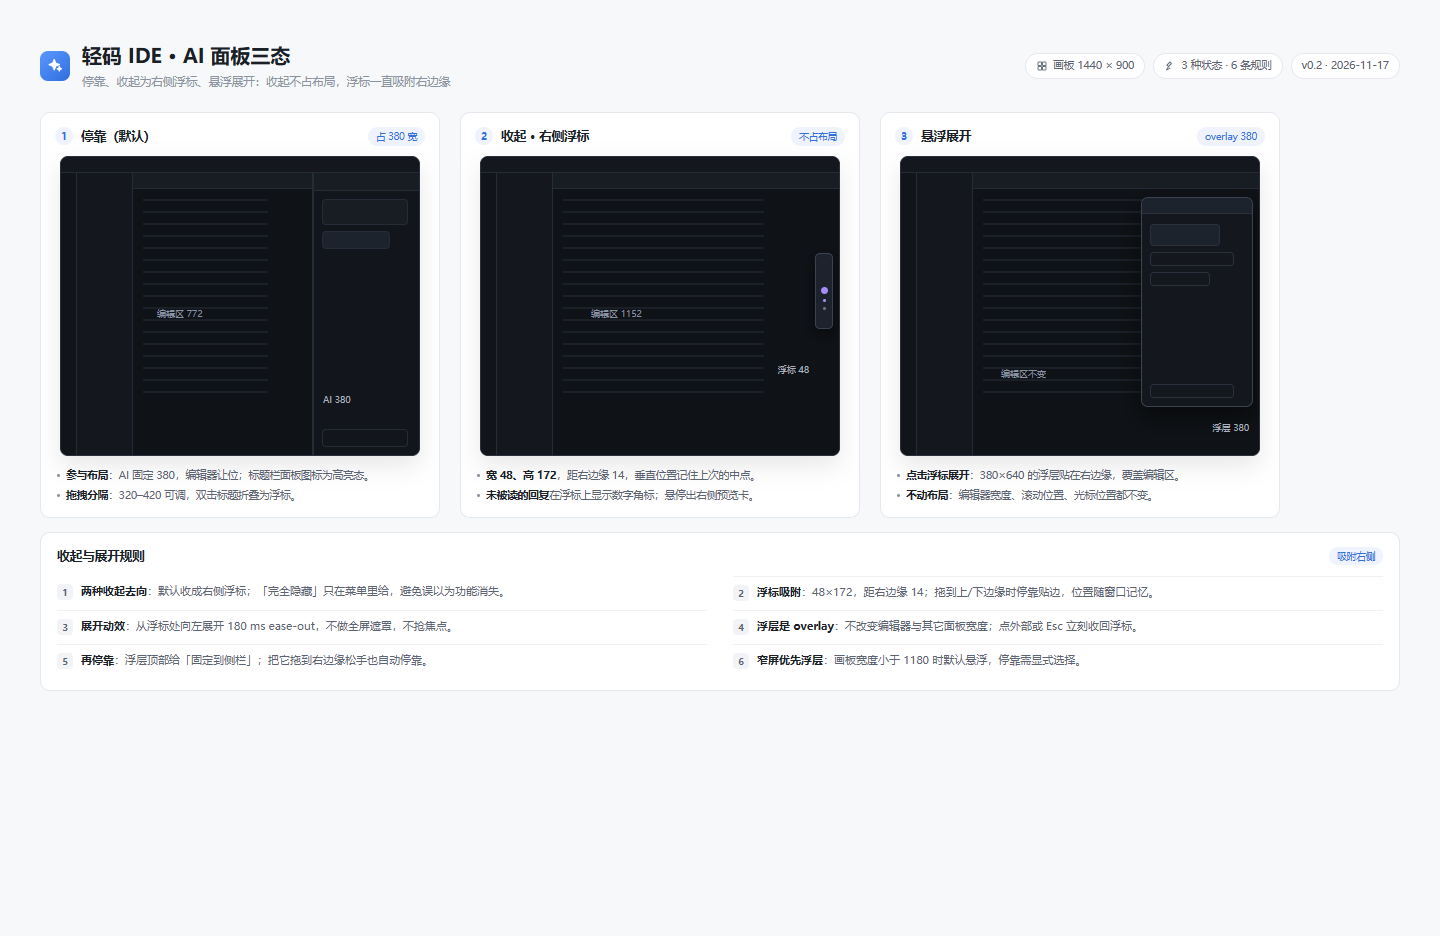 轻码 IDE • AI 面板三态
停靠、收起为右侧浮标、悬浮展开：收起不占布局，浮标一直吸附右边缘
画板 1440 × 900
3 种状态 · 6 条规则
v0.2 · 2026-11-17
1 停靠（默认）
占 380 宽
编辑区 772
AI 380
• 参与布局：AI 固定 380，编辑器让位；标题栏面板图标为高亮态。
• 拖拽分隔：320–420 可调，双击标题折叠为浮标。
2 收起 • 右侧浮标
不占布局
编辑区 1152
浮标 48
• 宽 48、高 172，距右边缘 14，垂直位置记住上次的中点。
• 未被读的回复在浮标上显示数字角标；悬停出右侧预览卡。
3 悬浮展开
overlay 380
编辑区不变
浮层 380
• 点击浮标展开：380×640 的浮层贴在右边缘，覆盖编辑区。
• 不动布局：编辑器宽度、滚动位置、光标位置都不变。
收起与展开规则
吸附右侧
1 两种收起去向：默认收成右侧浮标；「完全隐藏」只在菜单里给，避免误以为功能消失。
2 浮标吸附：48×172，距右边缘 14；拖到上/下边缘时停靠贴边，位置随窗口记忆。
3 展开动效：从浮标处向左展开 180 ms ease-out，不做全屏遮罩，不抢焦点。
4 浮层是 overlay：不改变编辑器与其它面板宽度；点外部或 Esc 立刻收回浮标。
5 再停靠：浮层顶部给「固定到侧栏」；把它拖到右边缘松手也自动停靠。
6 窄屏优先浮层：画板宽度小于 1180 时默认悬浮，停靠需显式选择。